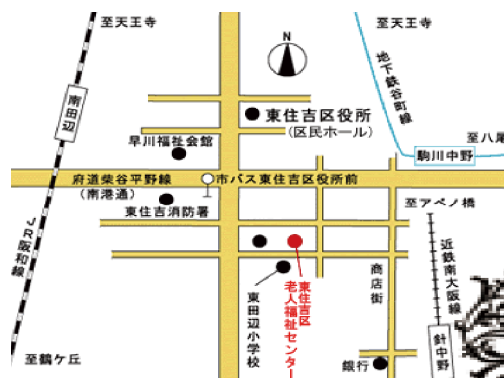 至天王寺
至天王寺
N
地下鉄谷町線
南田辺
東住吉区役所
(区民ホール)
早川福祉会館
至八尾
駒川中野
府道柴谷平野線
(南港通)
市バス東住吉区役所前
東住吉消防署
至アベノ橋
JR阪和線
近鉄南大阪線
東田辺小学校
東住吉区
老人福祉センター
商店街
針中野
至鶴ケ丘
銀行